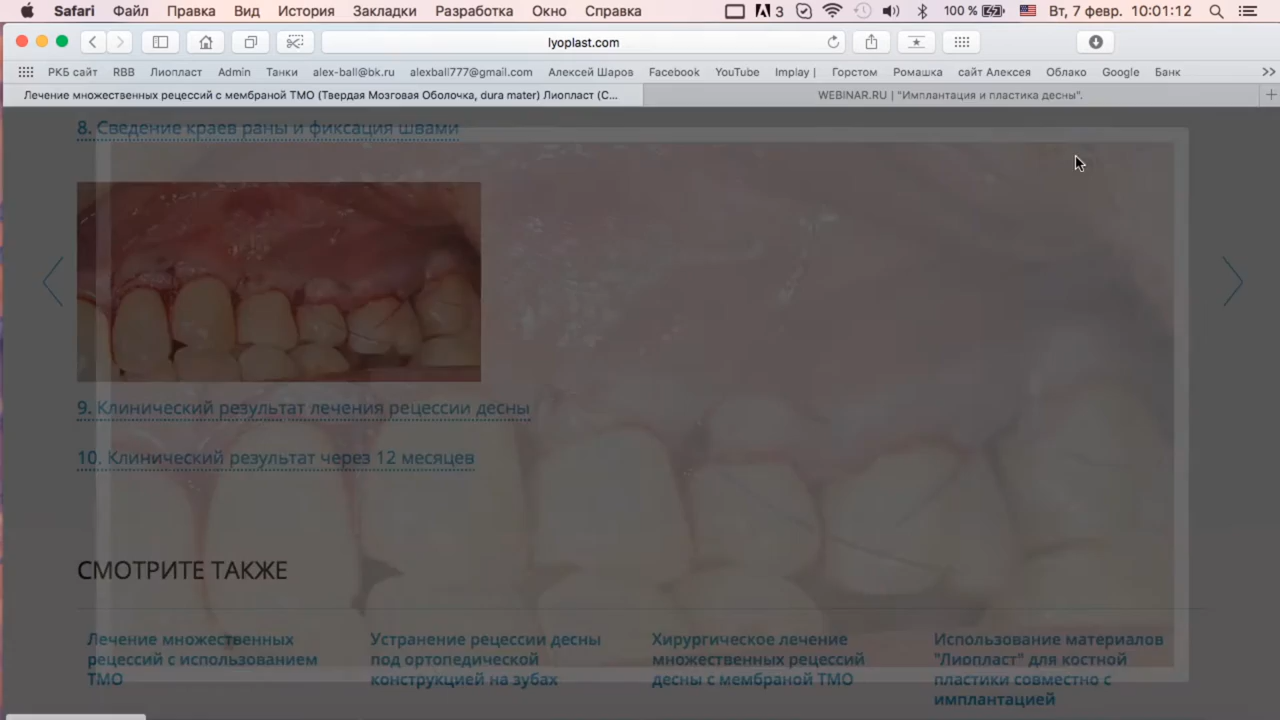 Safari Файл Правка Вид История Закладки Разработка Окно Справка 3 100 % Вт, 7 февр. 10:01:12
lyoplast.com
РКБ сайт RBB Лиопласт Admin Танки alex-ball@bk.ru alexball777@gmail.com Алексей Шаров Facebook YouTube Implay | Горстом Ромашка сайт Алексея Облако Google Банк
Лечение множественных рецессий с мембраной ТМО (Твердая Мозговая Оболочка, dura mater) Лиопласт (С... WEBINAR.RU | "Имплантация и пластика десны".
8. Сведение краев раны и фиксация швами
9. Клинический результат лечения рецессии десны
10. Клинический результат через 12 месяцев
СМОТРИТЕ ТАКЖЕ
Лечение множественных
рецессий с использованием
ТМО
Устранение рецессии десны
под ортопедической
конструкцией на зубах
Хирургическое лечение
множественных рецессий
десны с мембраной ТМО
Использование материалов
"Лиопласт" для костной
пластики совместно с
имплантацией